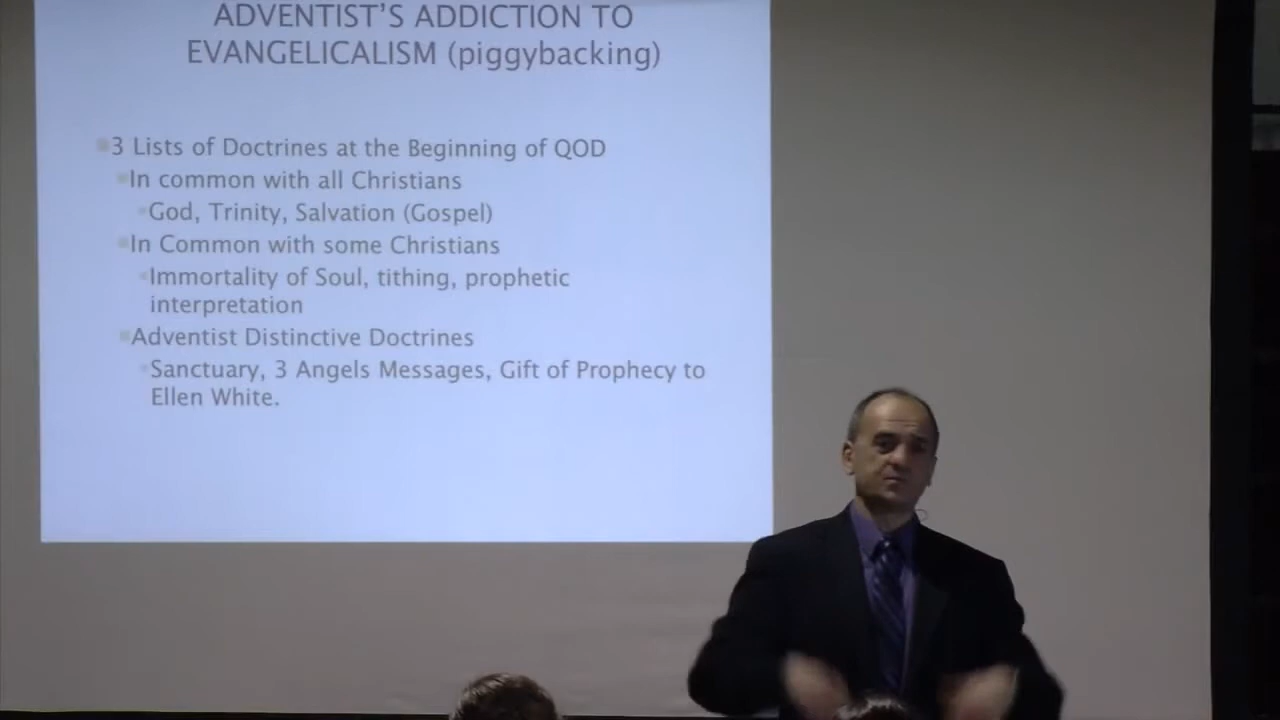 ADVENTIST'S ADDICTION TO
EVANGELICALISM (piggybacking)
3 Lists of Doctrines at the Beginning of QOD
In common with all Christians
God, Trinity, Salvation (Gospel)
In Common with some Christians
Immortality of Soul, tithing, prophetic
interpretation
Adventist Distinctive Doctrines
Sanctuary, 3 Angels Messages, Gift of Prophecy to
Ellen White.